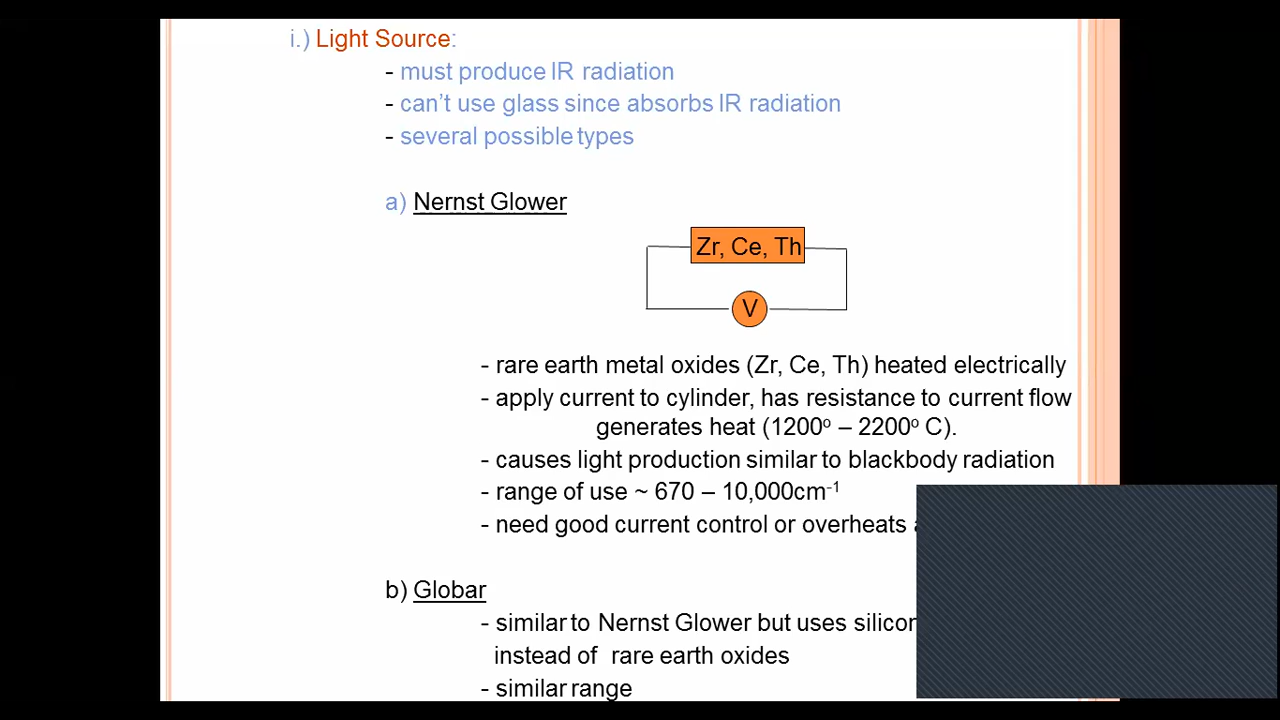 i.) Light Source:
- must produce IR radiation
- can't use glass since absorbs IR radiation
- several possible types
a) Nernst Glower
Zr, Ce, Th
V
- rare earth metal oxides (Zr, Ce, Th) heated electrically
- apply current to cylinder, has resistance to current flow
generates heat (1200º – 2200º C).
- causes light production similar to blackbody radiation
- range of use ~ 670 – 10,000cm⁻¹
- need good current control or overheats
b) Globar
- similar to Nernst Glower but uses
instead of rare earth oxides
- similar range